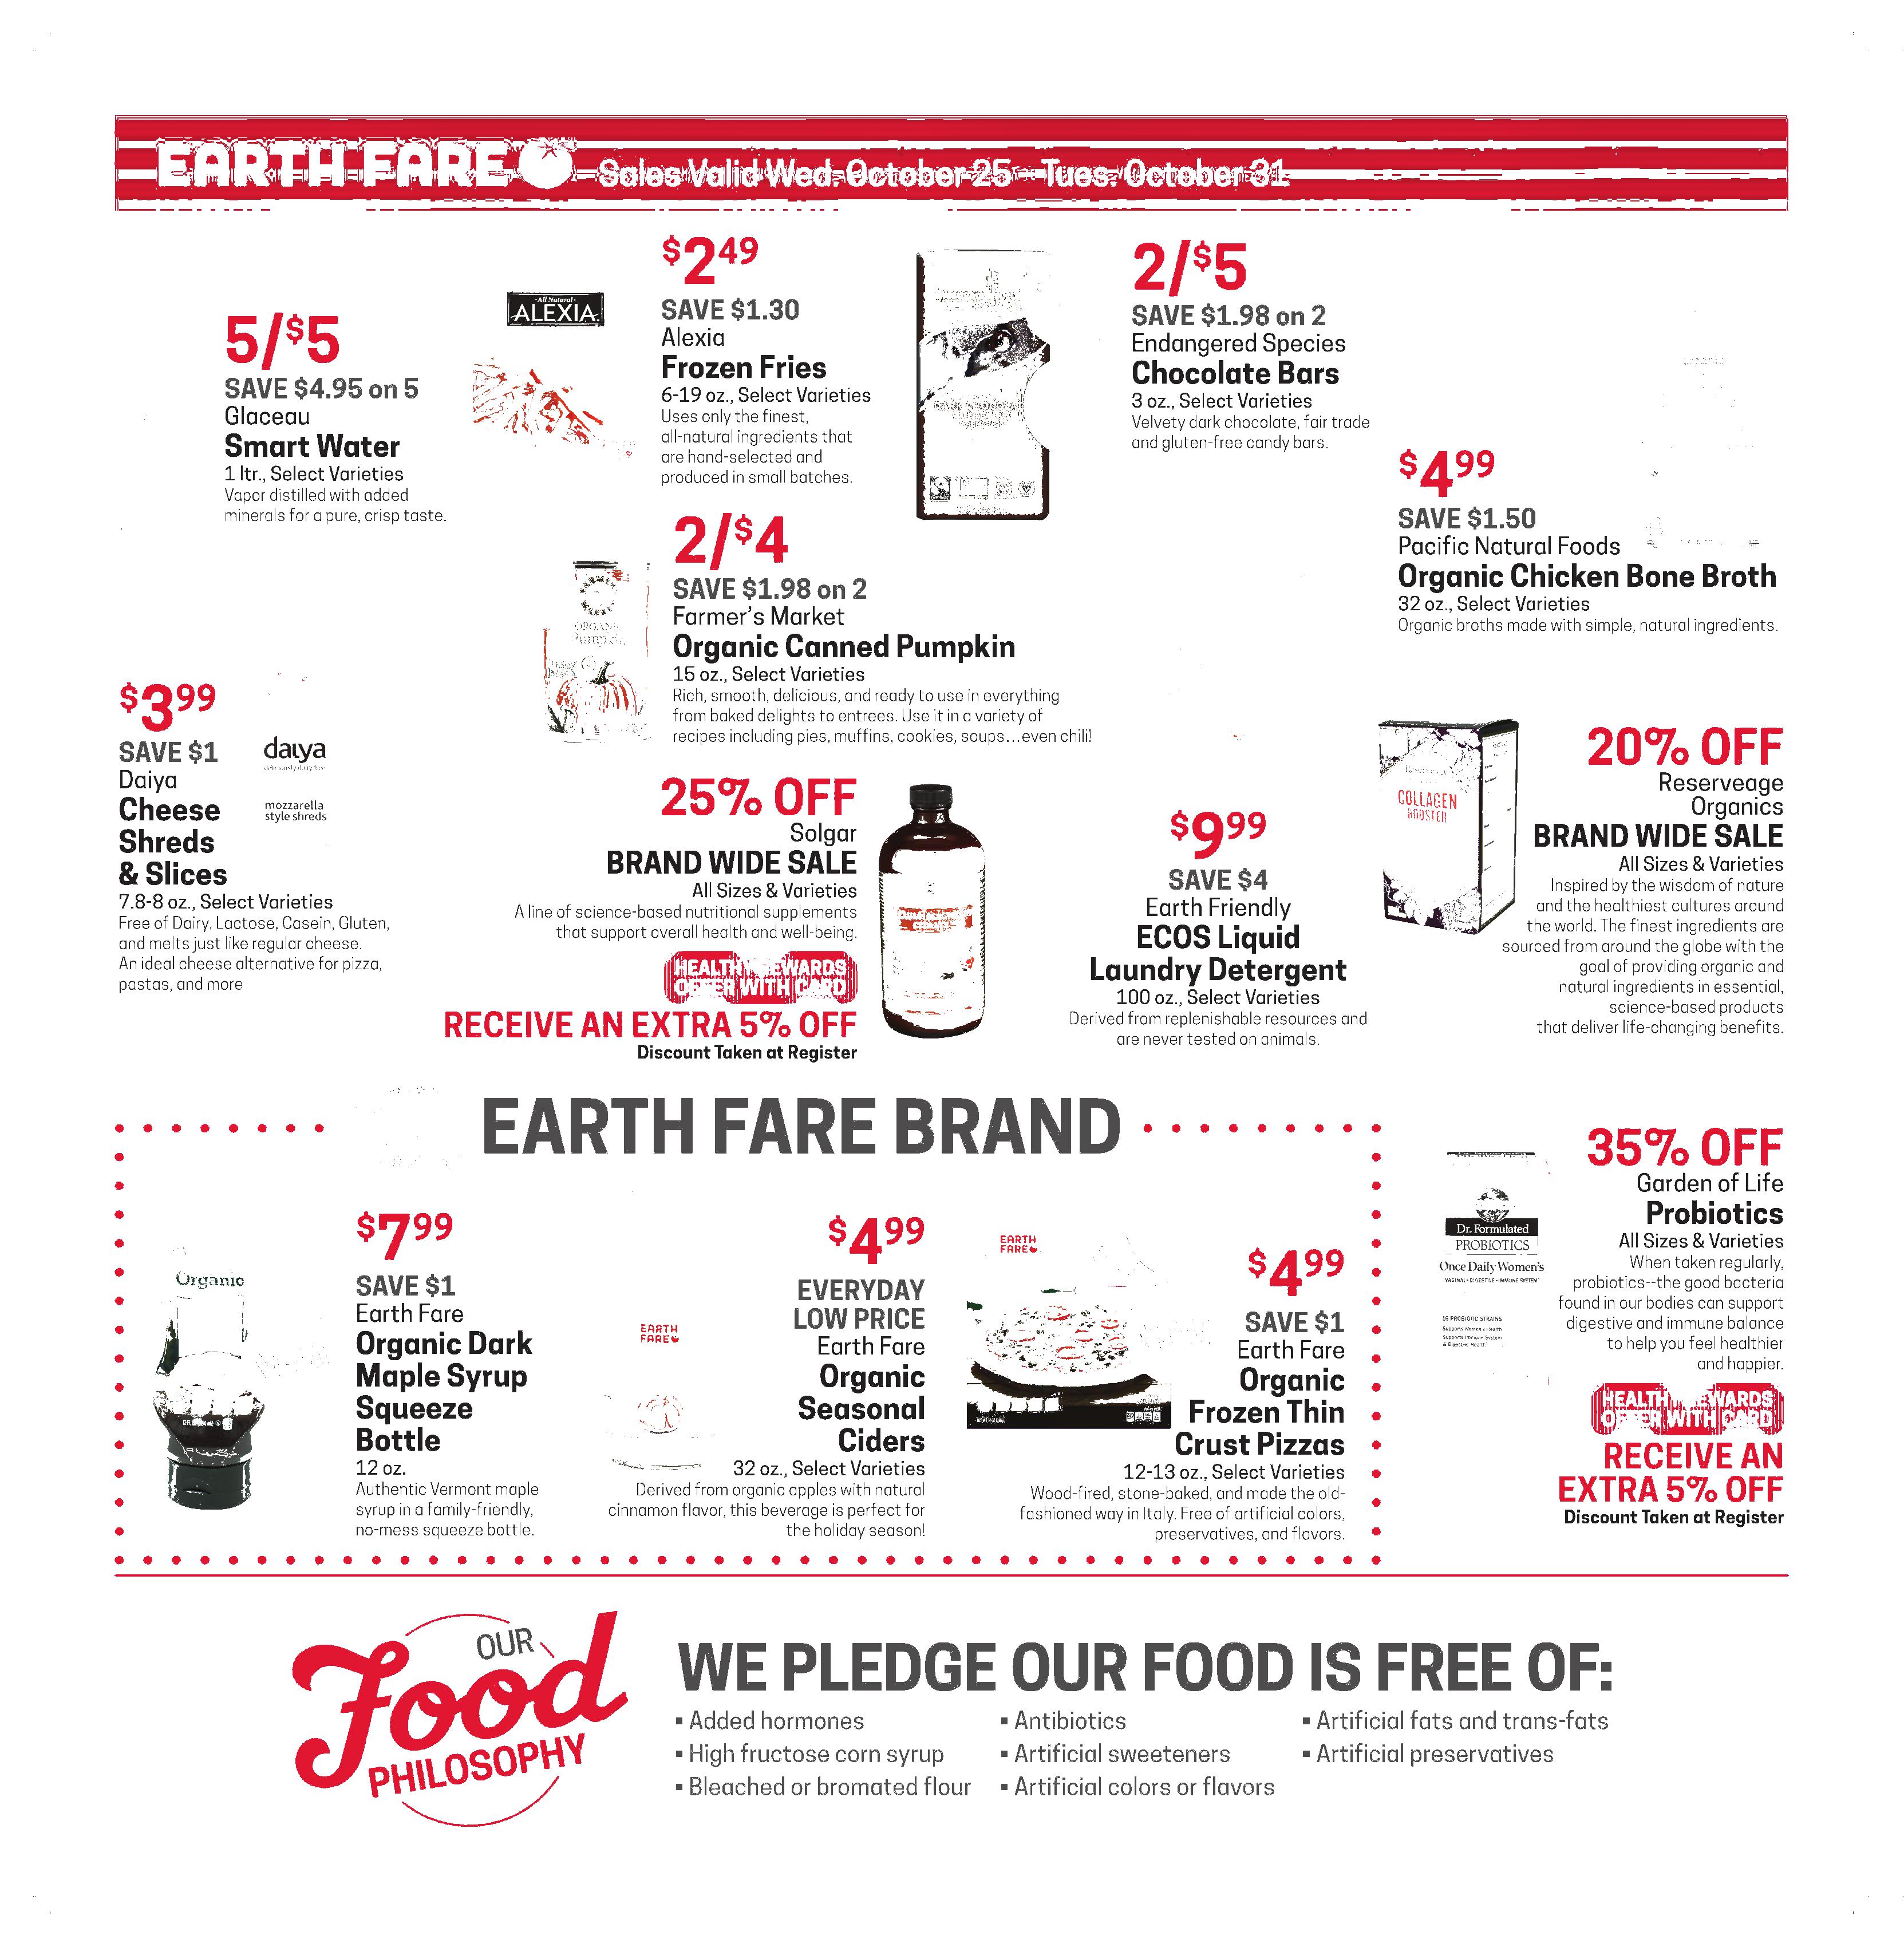 EARTH FARE Sales Valid Wed. October 25 - Tues. October 31
5/$5
SAVE $4.95 on 5
Glaceau
Smart Water
1 ltr., Select Varieties
Vapor distilled with added
minerals for a pure, crisp taste.
All Natural
ALEXIA
$2.49
SAVE $1.30
Alexia
Frozen Fries
6-19 oz., Select Varieties
Uses only the finest,
all-natural ingredients that
are hand-selected and
produced in small batches.
2/$5
SAVE $1.98 on 2
Endangered Species
Chocolate Bars
3 oz., Select Varieties
Velvety dark chocolate, fair trade
and gluten-free candy bars.
$4.99
SAVE $1.50
Pacific Natural Foods
Organic Chicken Bone Broth
32 oz., Select Varieties
Organic broths made with simple, natural ingredients.
ORGANIC
Pumpkin
2/$4
SAVE $1.98 on 2
Farmer's Market
Organic Canned Pumpkin
15 oz., Select Varieties
Rich, smooth, delicious, and ready to use in everything
from baked delights to entrees. Use it in a variety of
recipes including pies, muffins, cookies, soups...even chili!
$3.99
SAVE $1
Daiya
Cheese
Shreds
& Slices
7.8-8 oz., Select Varieties
Free of Dairy, Lactose, Casein, Gluten,
and melts just like regular cheese.
An ideal cheese alternative for pizza,
pastas, and more
daiya
deliciously dairy free
mozzarella
style shreds
25% OFF
Solgar
BRAND WIDE SALE
All Sizes & Varieties
A line of science-based nutritional supplements
that support overall health and well-being.
HEALTHY REWARDS
OFFER WITH CARD
RECEIVE AN EXTRA 5% OFF
Discount Taken at Register
$9.99
SAVE $4
Earth Friendly
ECOS Liquid
Laundry Detergent
100 oz., Select Varieties
Derived from replenishable resources and
are never tested on animals.
COLLAGEN
BOOSTER
20% OFF
Reserveage
Organics
BRAND WIDE SALE
All Sizes & Varieties
Inspired by the wisdom of nature
and the healthiest cultures around
the world. The finest ingredients are
sourced from around the globe with the
goal of providing organic and
natural ingredients in essential,
science-based products
that deliver life-changing benefits.
EARTH FARE BRAND
Organic
$7.99
SAVE $1
Earth Fare
Organic Dark
Maple Syrup
Squeeze
Bottle
12 oz.
Authentic Vermont maple
syrup in a family-friendly,
no-mess squeeze bottle.
EARTH
FARE
$4.99
EVERYDAY
LOW PRICE
Earth Fare
Organic
Seasonal
Ciders
32 oz., Select Varieties
Derived from organic apples with natural
cinnamon flavor, this beverage is perfect for
the holiday season!
EARTH
FARE
$4.99
SAVE $1
Earth Fare
Organic
Frozen Thin
Crust Pizzas
12-13 oz., Select Varieties
Wood-fired, stone-baked, and made the old-
fashioned way in Italy. Free of artificial colors,
preservatives, and flavors.
Dr. Formulated
PROBIOTICS
Once Daily Women's
VAGINAL • DIGESTIVE • IMMUNE SYSTEM
16 PROBIOTIC STRAINS
Supports Women's Health
Supports Immune System
& Digestive Health
35% OFF
Garden of Life
Probiotics
All Sizes & Varieties
When taken regularly,
probiotics--the good bacteria
found in our bodies can support
digestive and immune balance
to help you feel healthier
and happier.
HEALTHY REWARDS
OFFER WITH CARD
RECEIVE AN
EXTRA 5% OFF
Discount Taken at Register
OUR
Food
PHILOSOPHY
WE PLEDGE OUR FOOD IS FREE OF:
▪ Added hormones
▪ High fructose corn syrup
▪ Bleached or bromated flour
▪ Antibiotics
▪ Artificial sweeteners
▪ Artificial colors or flavors
▪ Artificial fats and trans-fats
▪ Artificial preservatives